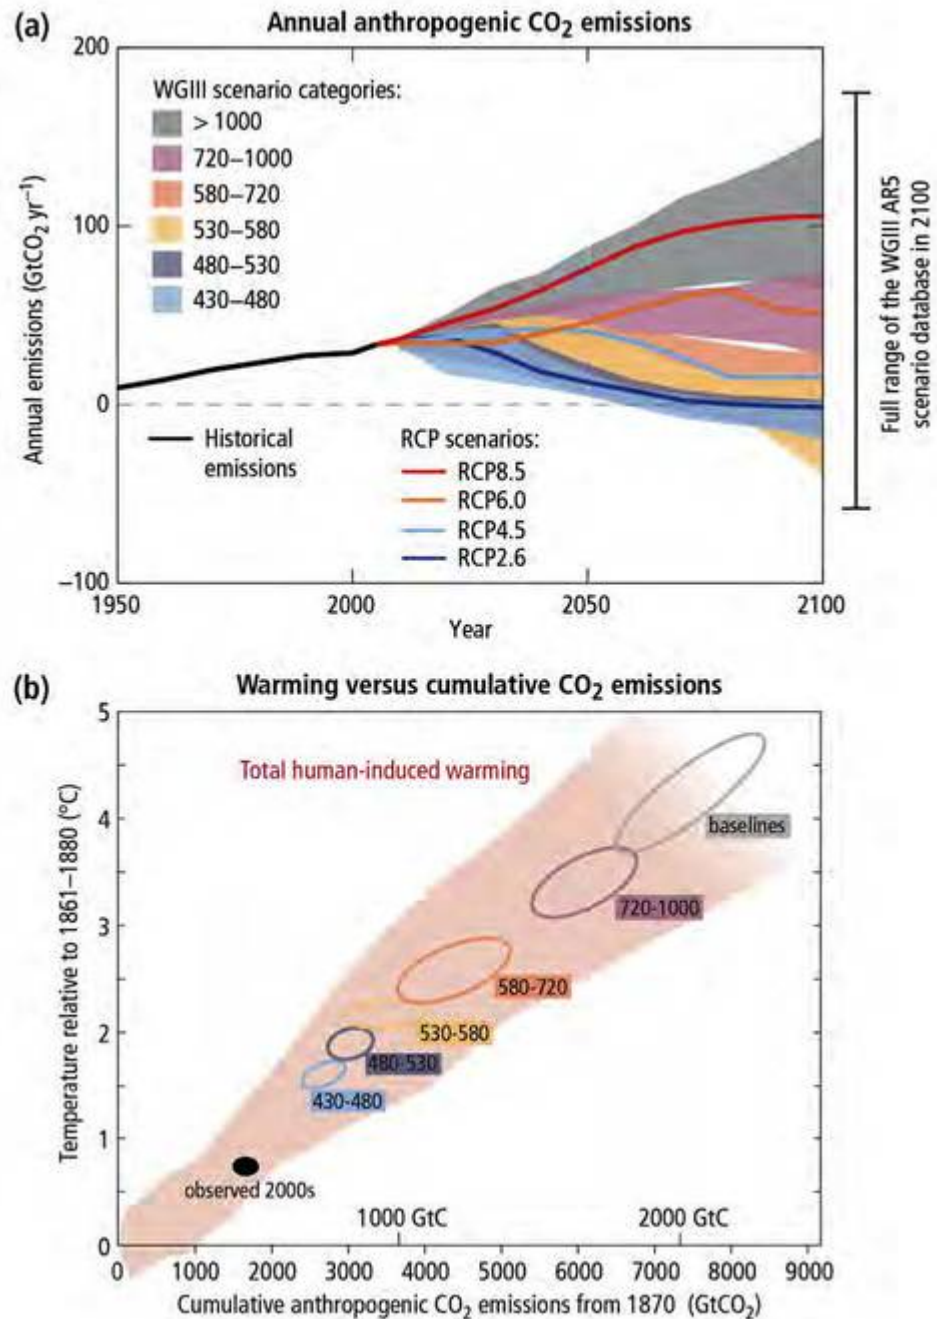 (a)
Annual anthropogenic CO₂ emissions
200
100
0
−100
Annual emissions (GtCO₂ yr⁻¹)
WGIII scenario categories:
> 1000
720−1000
580−720
530−580
480−530
430−480
Historical
emissions
RCP scenarios:
RCP8.5
RCP6.0
RCP4.5
RCP2.6
1950
2000
2050
2100
Year
Full range of the WGIII AR5
scenario database in 2100
(b)
Warming versus cumulative CO₂ emissions
5
4
3
2
1
0
Temperature relative to 1861−1880 (°C)
Total human-induced warming
baselines
720-1000
580-720
530-580
480-530
430-480
observed 2000s
1000 GtC
2000 GtC
0
1000
2000
3000
4000
5000
6000
7000
8000
9000
Cumulative anthropogenic CO₂ emissions from 1870 (GtCO₂)